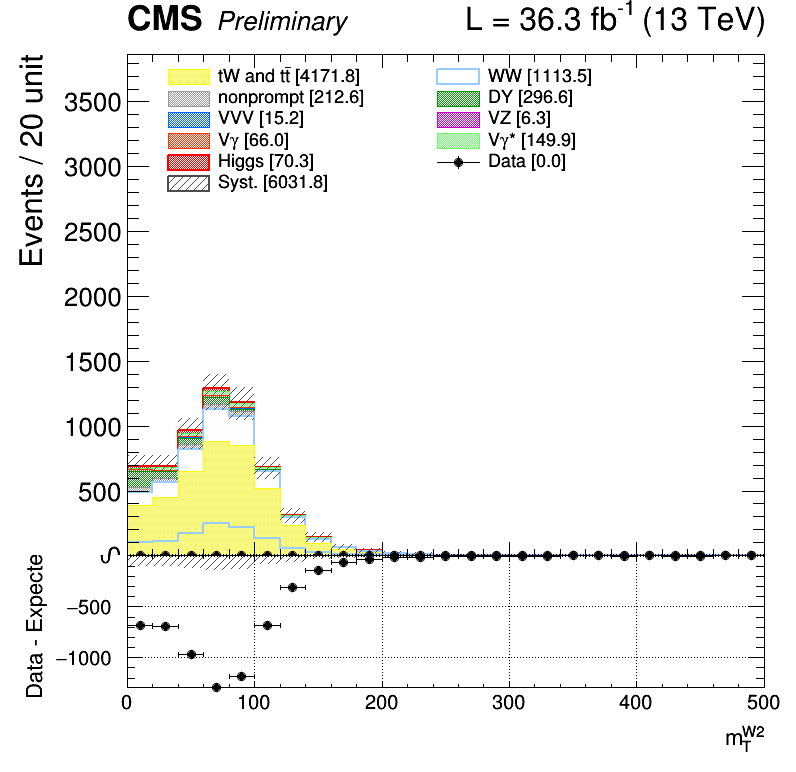 CMS Preliminary L = 36.3 fb⁻¹ (13 TeV)
Events / 20 unit
tW and tt̄ [4171.8]
nonprompt [212.6]
VVV [15.2]
Vγ [66.0]
Higgs [70.3]
Syst. [6031.8]
WW [1113.5]
DY [296.6]
VZ [6.3]
Vγ* [149.9]
Data [0.0]
3500
3000
2500
2000
1500
1000
500
0
Data - Expecte
−500
−1000
0 100 200 300 400 500
m_T^W2